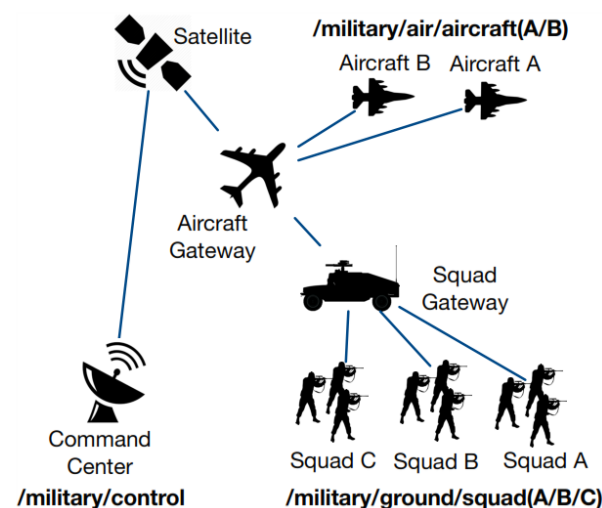 Satellite
/military/air/aircraft(A/B)
Aircraft B
Aircraft A
Aircraft
Gateway
Squad
Gateway
Command
Center
Squad C
Squad B
Squad A
/military/control
/military/ground/squad(A/B/C)